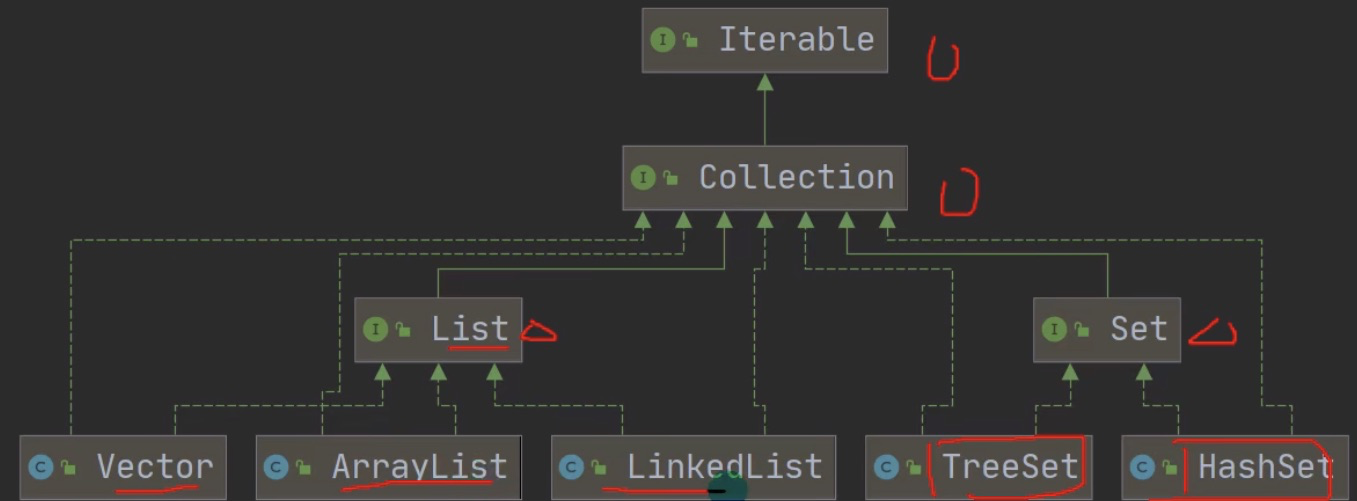 I Iterable
I Collection
I List
I Set
C Vector
C ArrayList
C LinkedList
C TreeSet
C HashSet